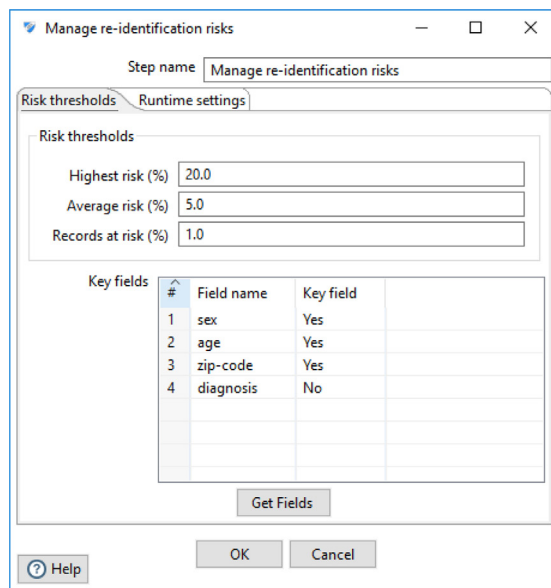 Manage re-identification risks
Step name Manage re-identification risks
Risk thresholds Runtime settings
Risk thresholds
Highest risk (%) 20.0
Average risk (%) 5.0
Records at risk (%) 1.0
Key fields
# Field name Key field
1 sex Yes
2 age Yes
3 zip-code Yes
4 diagnosis No
Get Fields
OK Cancel
? Help